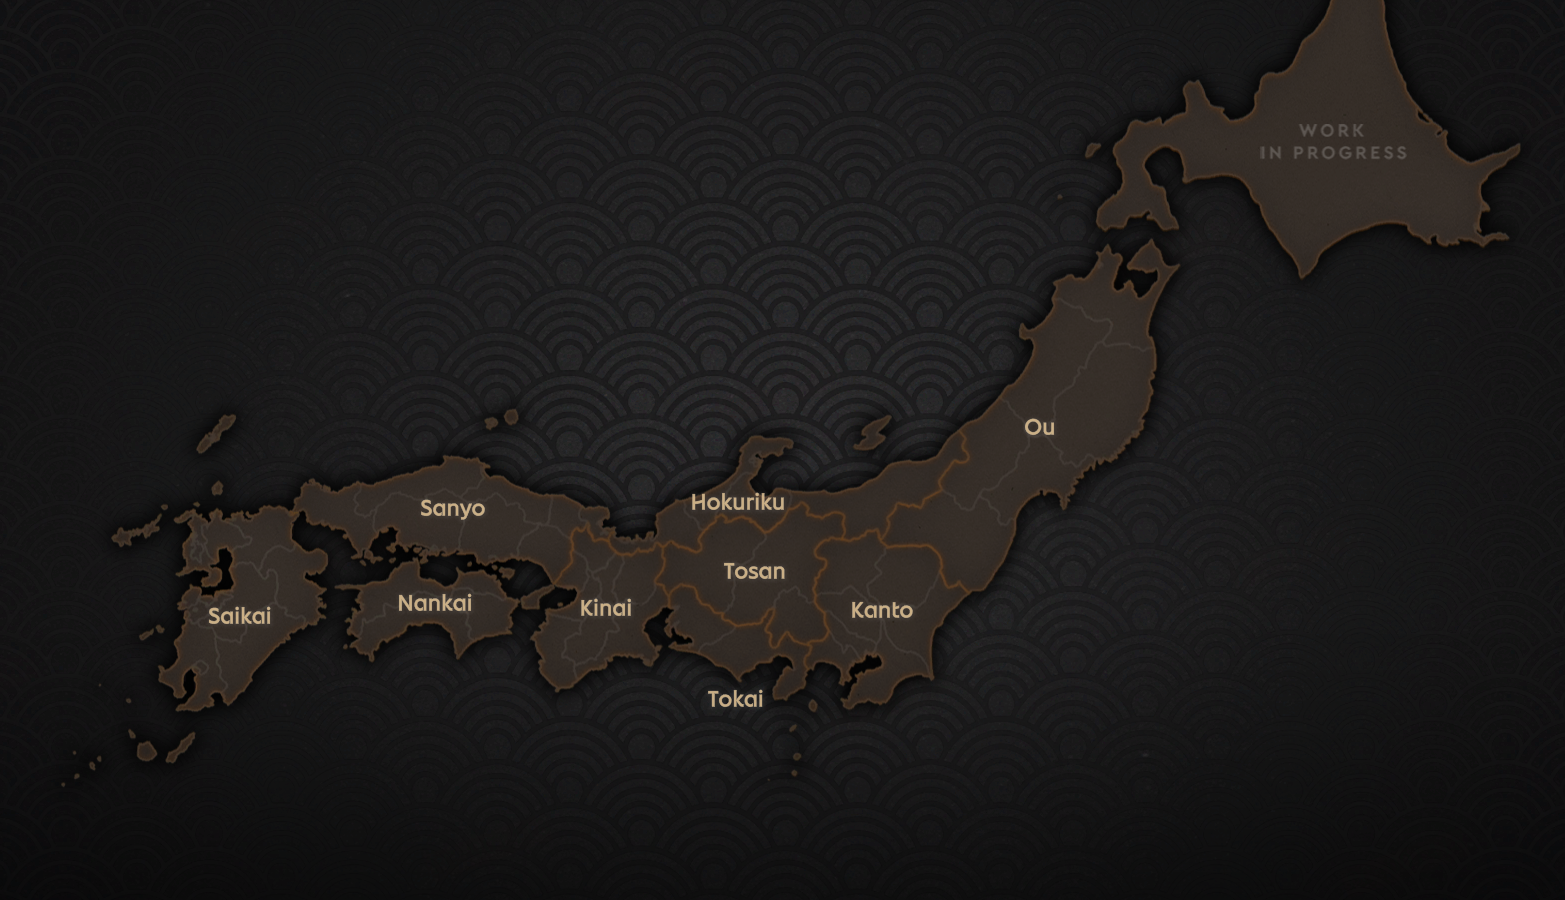 WORK
IN PROGRESS
Ou
Hokuriku
Sanyo
Tosan
Nankai
Kinai
Kanto
Saikai
Tokai